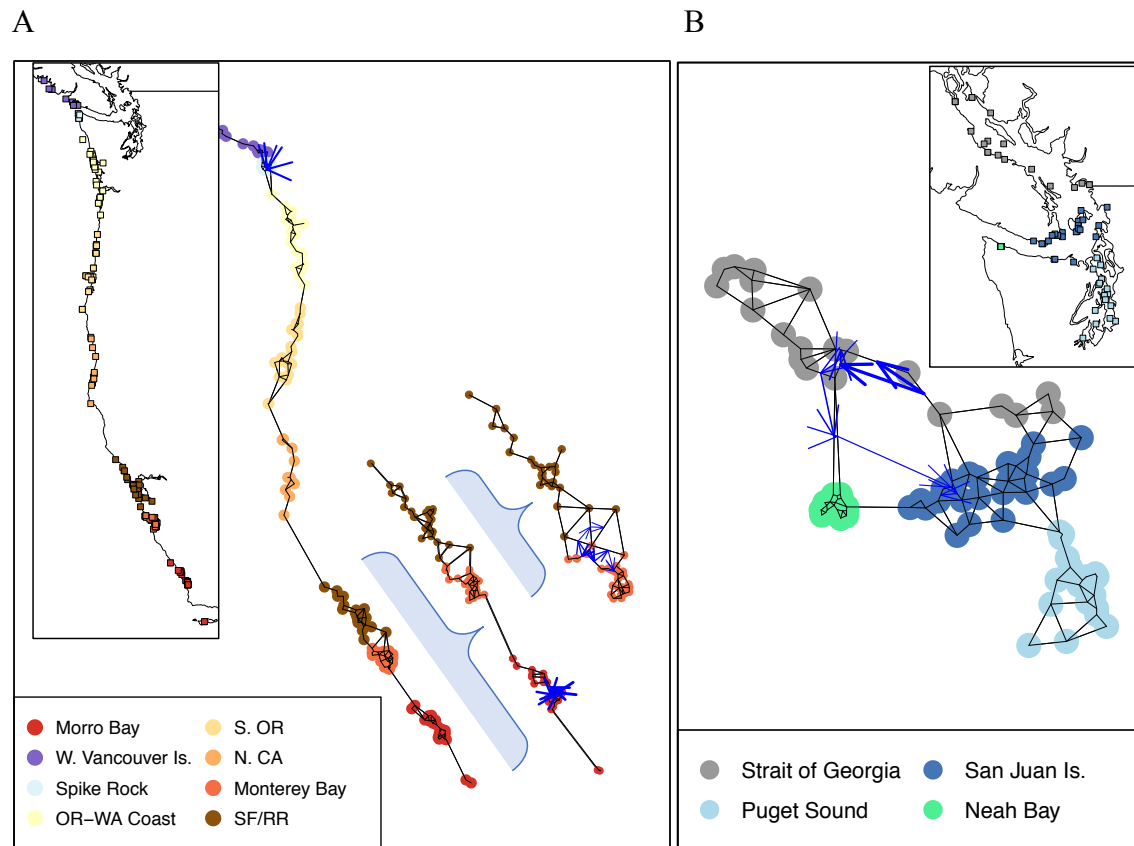 A
B
Morro Bay
W. Vancouver Is.
Spike Rock
OR−WA Coast
S. OR
N. CA
Monterey Bay
SF/RR
Strait of Georgia
Puget Sound
San Juan Is.
Neah Bay